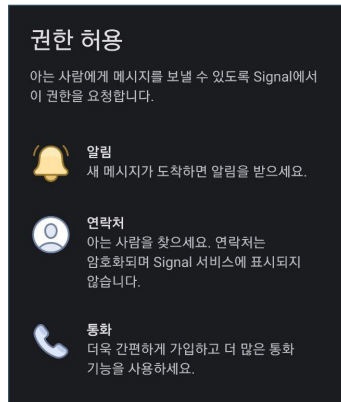 권한 허용
아는 사람에게 메시지를 보낼 수 있도록 Signal에서
이 권한을 요청합니다.
알림
새 메시지가 도착하면 알림을 받으세요.
연락처
아는 사람을 찾으세요. 연락처는
암호화되며 Signal 서비스에 표시되지
않습니다.
통화
더욱 간편하게 가입하고 더 많은 통화
기능을 사용하세요.